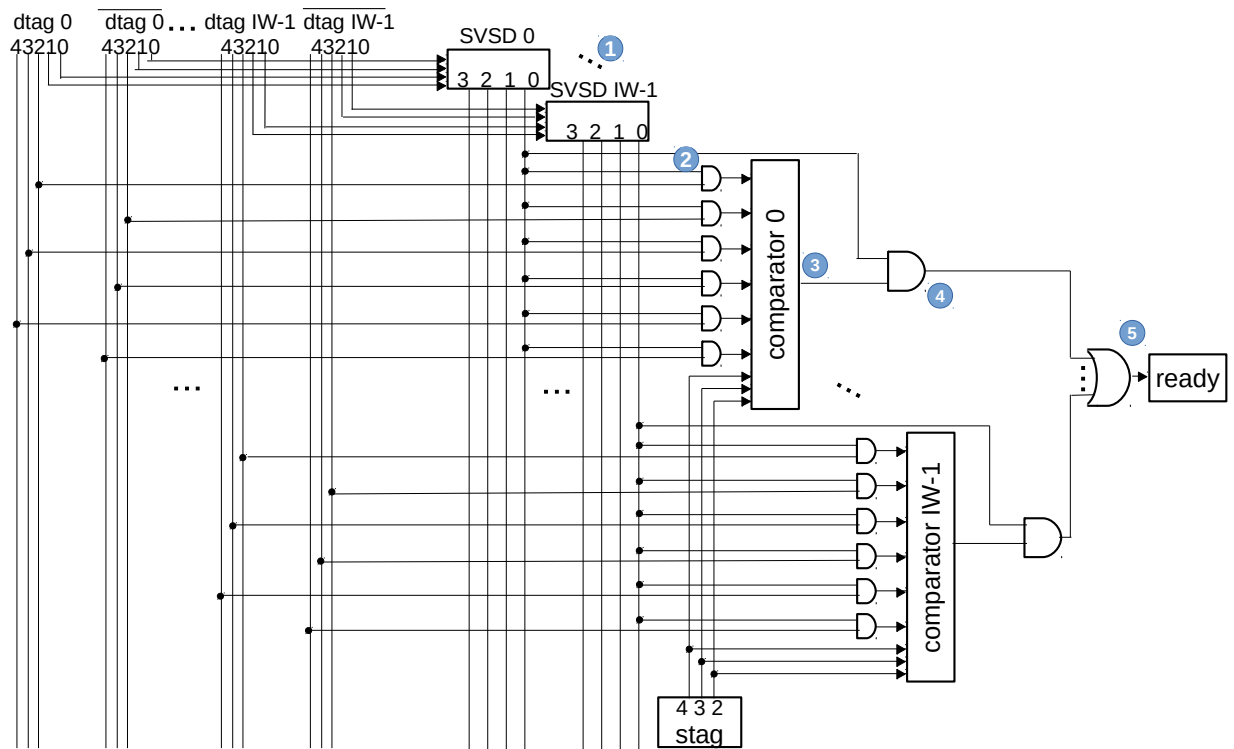 dtag 0 dtag 0 ... dtag IW-1 dtag IW-1
43210 43210 43210 43210
SVSD 0
1
3 2 1 0
SVSD IW-1
3 2 1 0
2
comparator 0
3
4
5
ready
...
...
comparator IW-1
4 3 2
stag